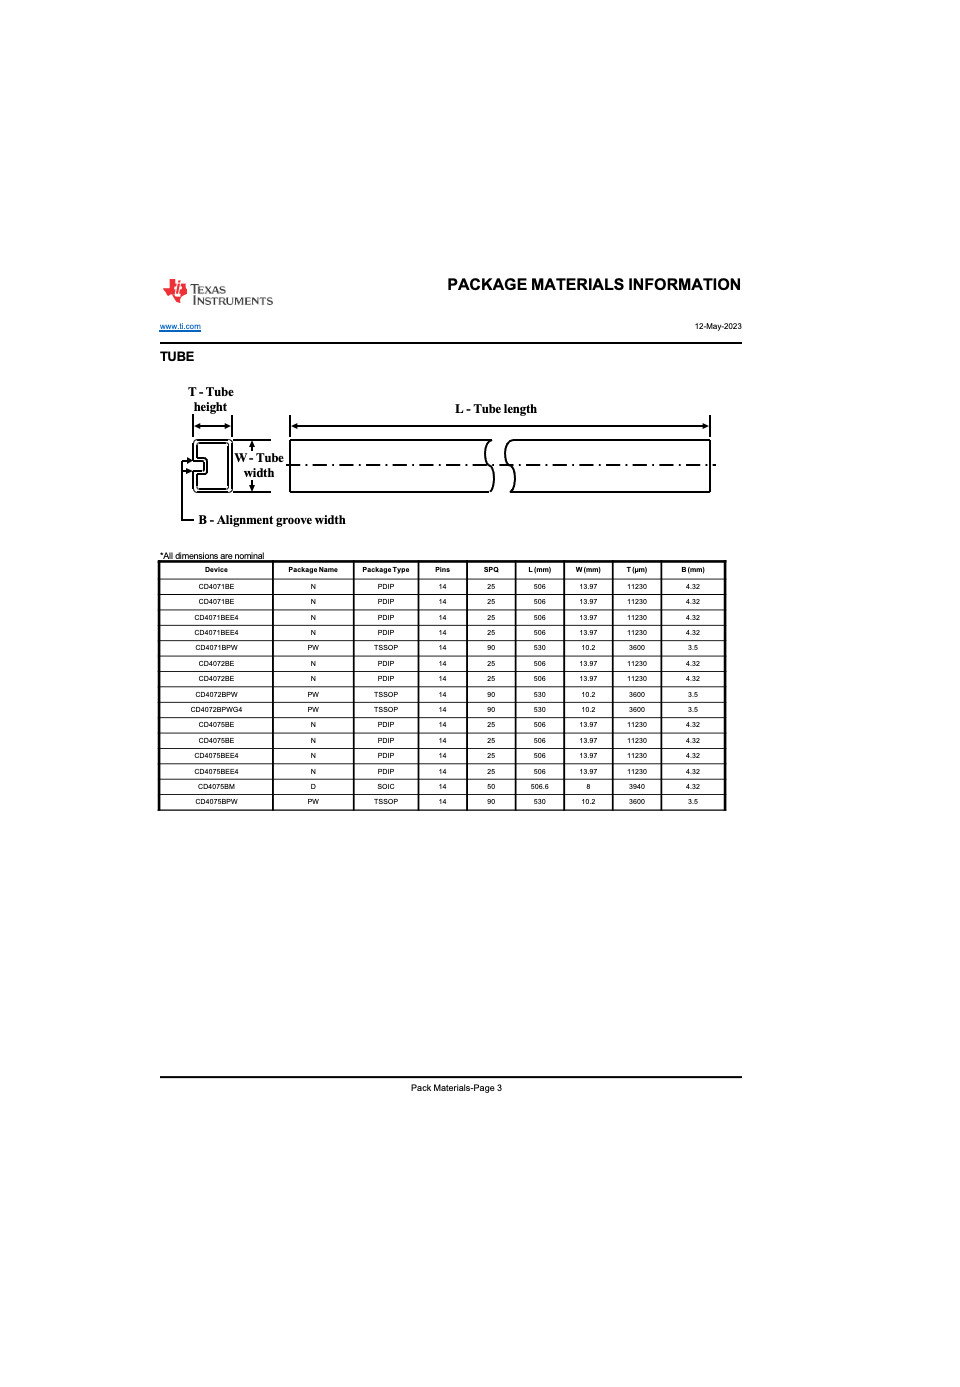 TEXAS
INSTRUMENTS
PACKAGE MATERIALS INFORMATION
www.ti.com
12-May-2023
TUBE
T - Tube
height
L - Tube length
W - Tube
width
B - Alignment groove width
*All dimensions are nominal
Device Package Name Package Type Pins SPQ L (mm) W (mm) T (µm) B (mm)
CD4071BE N PDIP 14 25 506 13.97 11230 4.32
CD4071BE N PDIP 14 25 506 13.97 11230 4.32
CD4071BEE4 N PDIP 14 25 506 13.97 11230 4.32
CD4071BEE4 N PDIP 14 25 506 13.97 11230 4.32
CD4071BPW PW TSSOP 14 90 530 10.2 3600 3.5
CD4072BE N PDIP 14 25 506 13.97 11230 4.32
CD4072BE N PDIP 14 25 506 13.97 11230 4.32
CD4072BPW PW TSSOP 14 90 530 10.2 3600 3.5
CD4072BPWG4 PW TSSOP 14 90 530 10.2 3600 3.5
CD4075BE N PDIP 14 25 506 13.97 11230 4.32
CD4075BE N PDIP 14 25 506 13.97 11230 4.32
CD4075BEE4 N PDIP 14 25 506 13.97 11230 4.32
CD4075BEE4 N PDIP 14 25 506 13.97 11230 4.32
CD4075BM D SOIC 14 50 506.6 8 3940 4.32
CD4075BPW PW TSSOP 14 90 530 10.2 3600 3.5
Pack Materials-Page 3